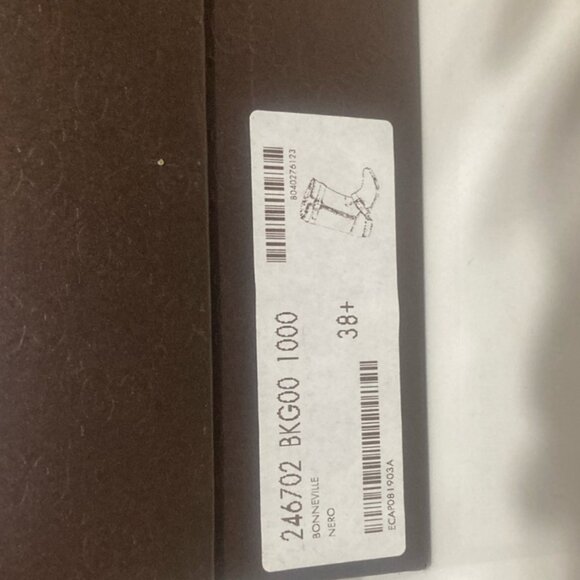 246702 BKG00 1000
BONNEVILLE
NERO
38+
8040276123
ECAP081903A